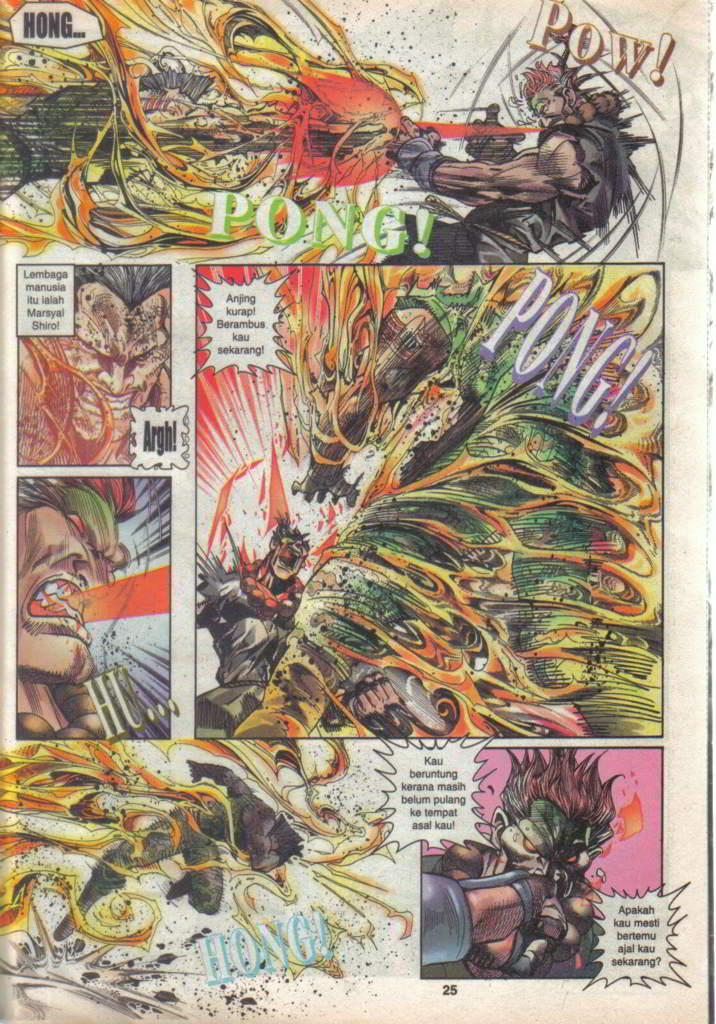 HONG...
POW!
PONG!
Lembaga
manusia
itu ialah
Marsyal
Shiro!
Argh!
Anjing
kurap!
Berambus
kau
sekarang!
PONG!
HU...
Kau
beruntung
kerana masih
belum pulang
ke tempat
asal kau!
HONG!
Apakah
kau mesti
bertemu
ajal kau
sekarang?
25